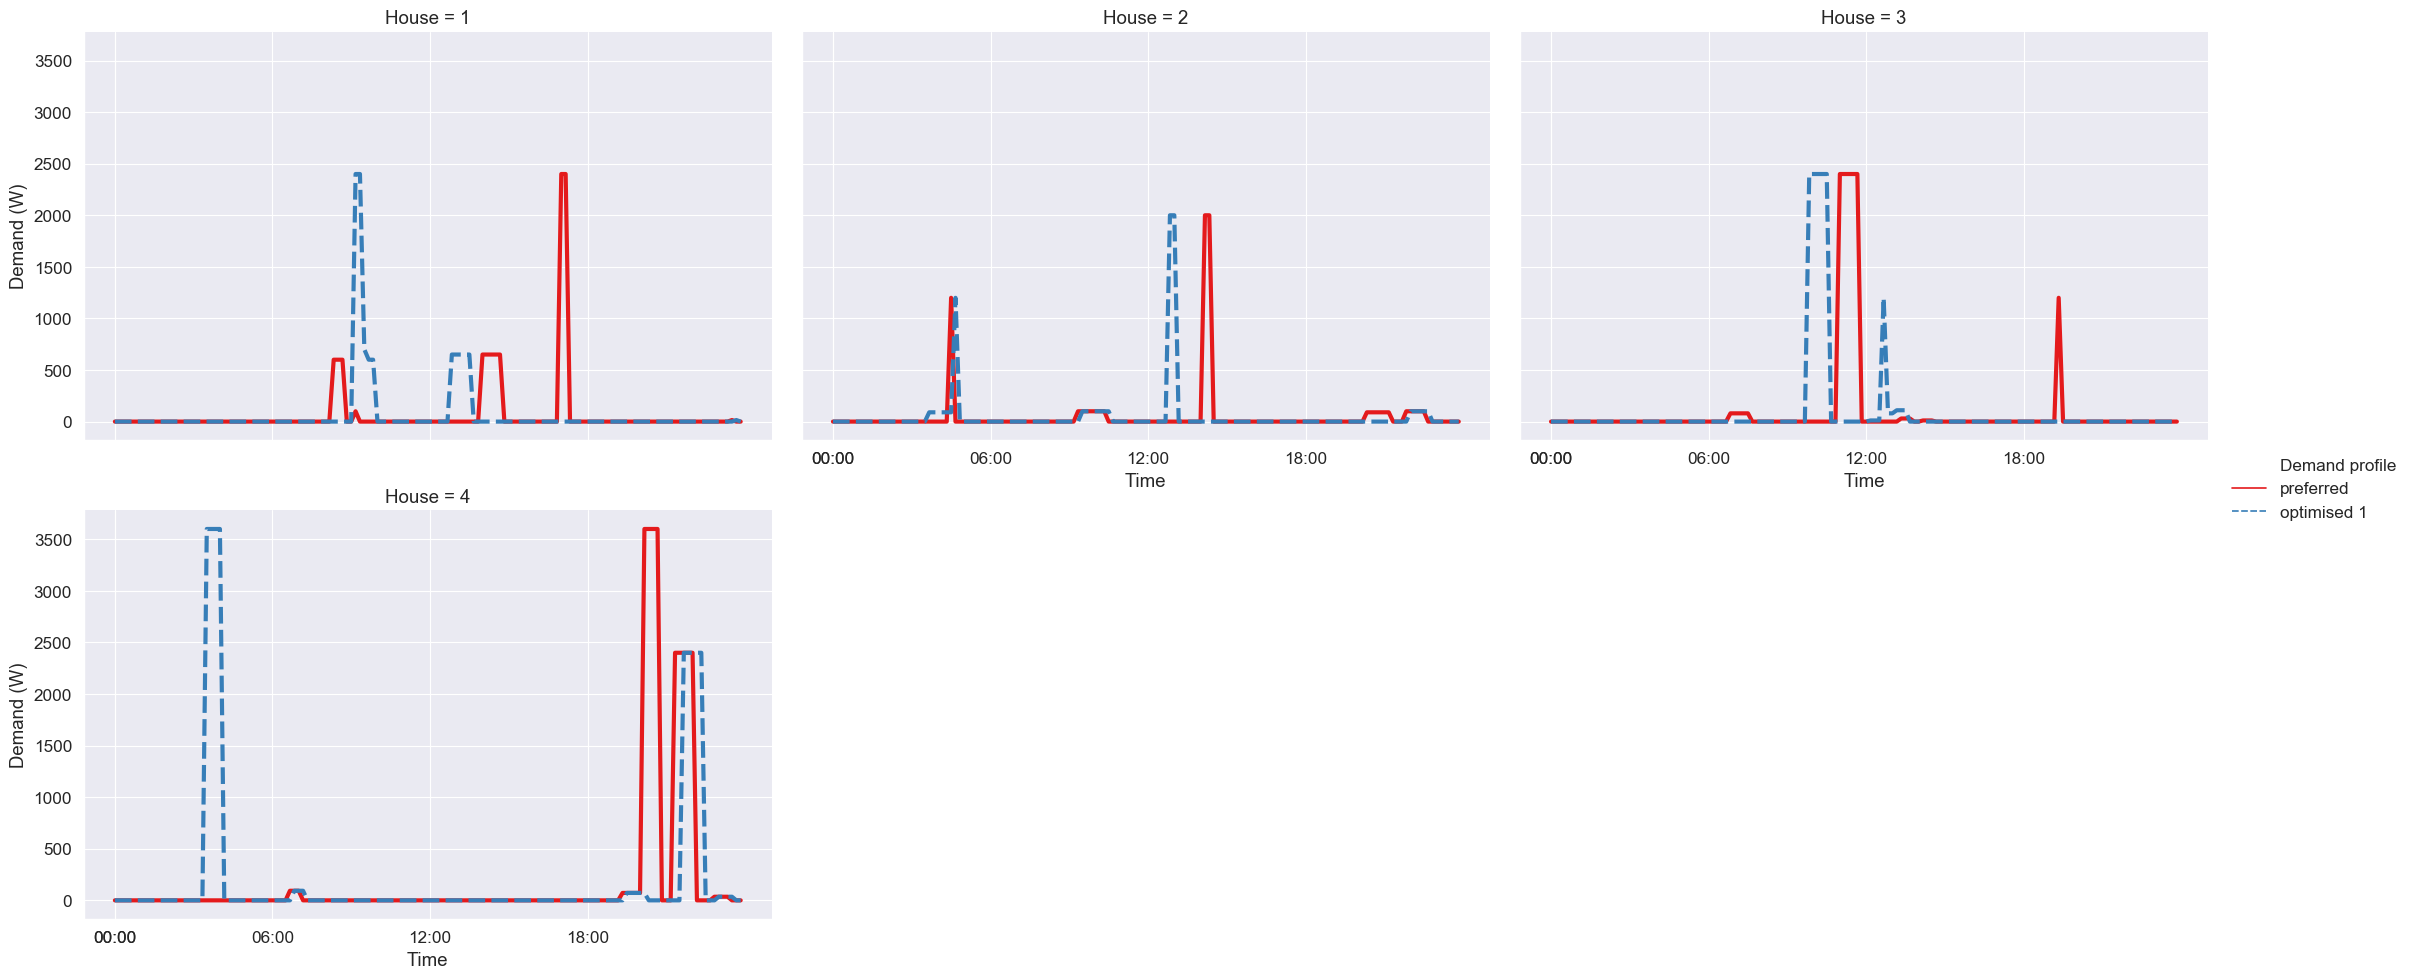 House = 1
House = 2
House = 3
3500
3000
2500
2000
1500
1000
500
0
Demand (W)
00:00 06:00 12:00 18:00
Time
00:00 06:00 12:00 18:00
Time
Demand profile
preferred
optimised 1
House = 4
3500
3000
2500
2000
1500
1000
500
0
Demand (W)
00:00 06:00 12:00 18:00
Time